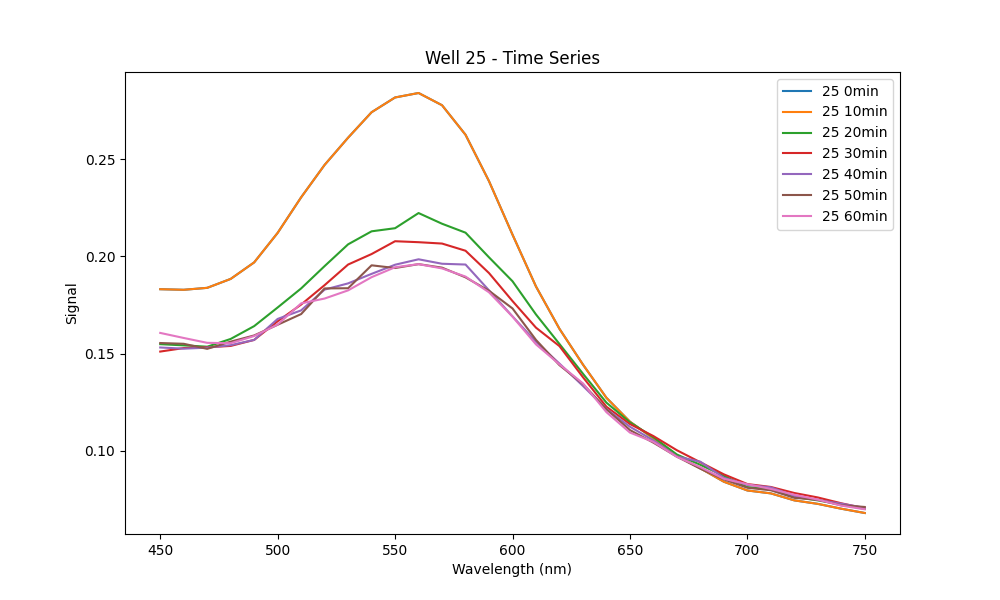 Well 25 - Time Series
25 0min
25 10min
25 20min
25 30min
25 40min
25 50min
25 60min
Signal
0.25
0.20
0.15
0.10
450 500 550 600 650 700 750
Wavelength (nm)